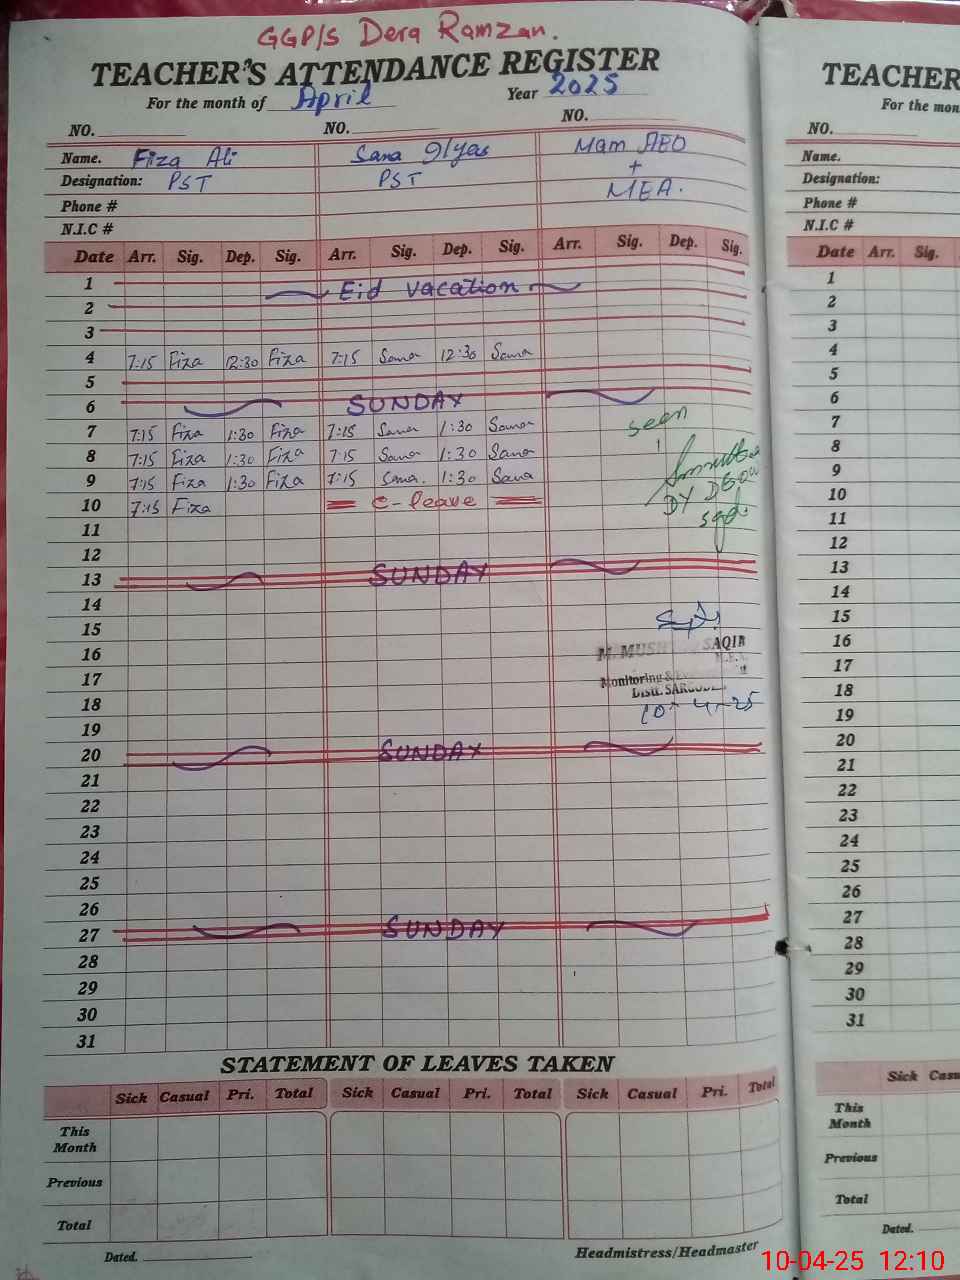 GGP/S Dera Ramzan.
TEACHER'S ATTENDANCE REGISTER
For the month of April Year 2025
NO. NO. NO.
Name. Fiza Ali Sana Ilyas Mam AEO
+
Designation: PST PST MEA.
Phone #
N.I.C #
Date Arr. Sig. Dep. Sig. Arr. Sig. Dep. Sig. Arr. Sig. Dep. Sig.
1 Eid vacation
2
3
4 7:15 Fiza 12:30 Fiza 7:15 Sana 12:30 Sana
5
6 SUNDAY
7 7:15 Fiza 1:30 Fiza 7:15 Sana 1:30 Sana seen
8 7:15 Fiza 1:30 Fiza 7:15 Sana 1:30 Sana
9 7:15 Fiza 1:30 Fiza 7:15 Sana. 1:30 Sana
10 7:15 Fiza c-leave DY DEO
11 sgd.
12
13 SUNDAY
14
15
16 M. MUSH SAQIB
17 Monitoring &
18 Distt. SARGOD
10-4-25
19
20 SUNDAY
21
22
23
24
25
26
27 SUNDAY
28
29
30
31
STATEMENT OF LEAVES TAKEN
Sick Casual Pri. Total Sick Casual Pri. Total Sick Casual Pri. Total
This
Month
Previous
Total
Dated. Headmistress/Headmaster
TEACHER
For the mon
NO.
Name.
Designation:
Phone #
N.I.C #
Date Arr. Sig.
1
2
3
4
5
6
7
8
9
10
11
12
13
14
15
16
17
18
19
20
21
22
23
24
25
26
27
28
29
30
31
Sick Casu
This
Month
Previous
Total
Dated.
10-04-25 12:10